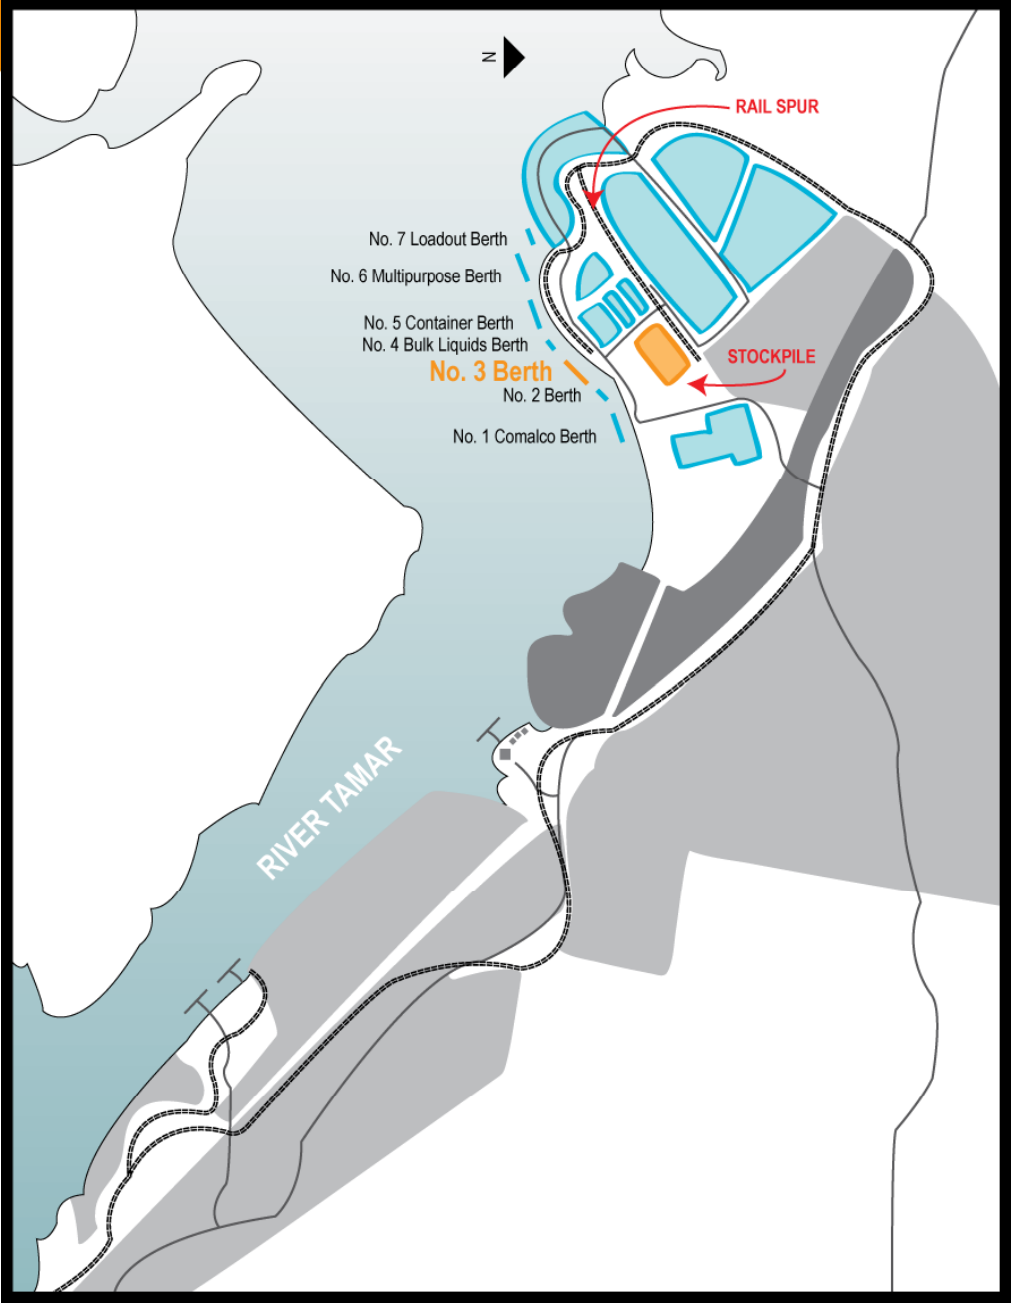 N
RAIL SPUR
No. 7 Loadout Berth
No. 6 Multipurpose Berth
No. 5 Container Berth
No. 4 Bulk Liquids Berth
No. 3 Berth
STOCKPILE
No. 2 Berth
No. 1 Comalco Berth
RIVER TAMAR